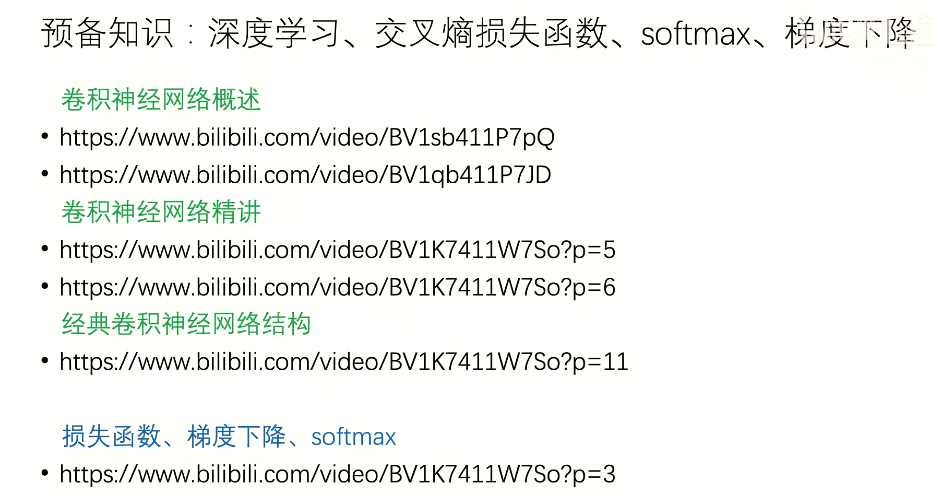 预备知识：深度学习、交叉熵损失函数、softmax、梯度下降
卷积神经网络概述
• https://www.bilibili.com/video/BV1sb411P7pQ
• https://www.bilibili.com/video/BV1qb411P7JD
卷积神经网络精讲
• https://www.bilibili.com/video/BV1K7411W7So?p=5
• https://www.bilibili.com/video/BV1K7411W7So?p=6
经典卷积神经网络结构
• https://www.bilibili.com/video/BV1K7411W7So?p=11
损失函数、梯度下降、softmax
• https://www.bilibili.com/video/BV1K7411W7So?p=3